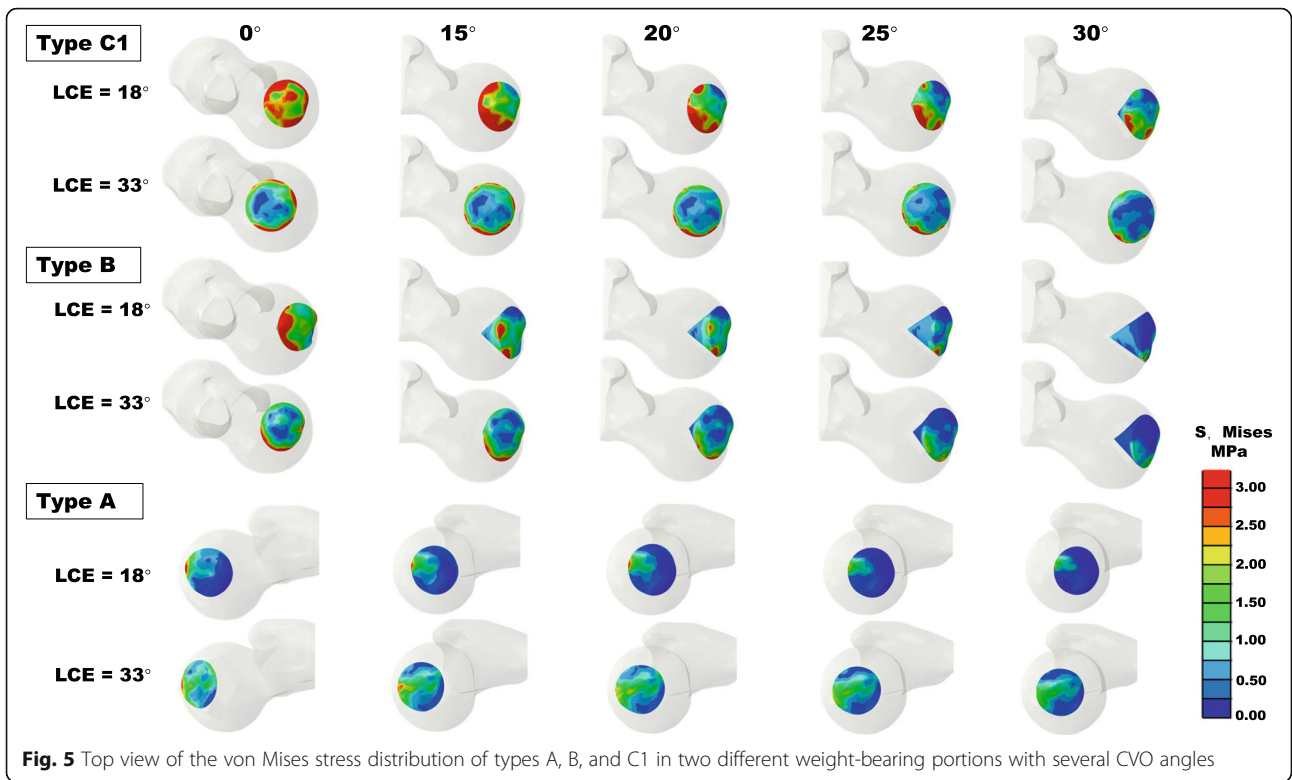 Type C1
0° 15° 20° 25° 30°
LCE = 18°
LCE = 33°
Type B
LCE = 18°
LCE = 33°
Type A
LCE = 18°
LCE = 33°
S, Mises
MPa
3.00
2.50
2.00
1.50
1.00
0.50
0.00
Fig. 5 Top view of the von Mises stress distribution of types A, B, and C1 in two different weight-bearing portions with several CVO angles